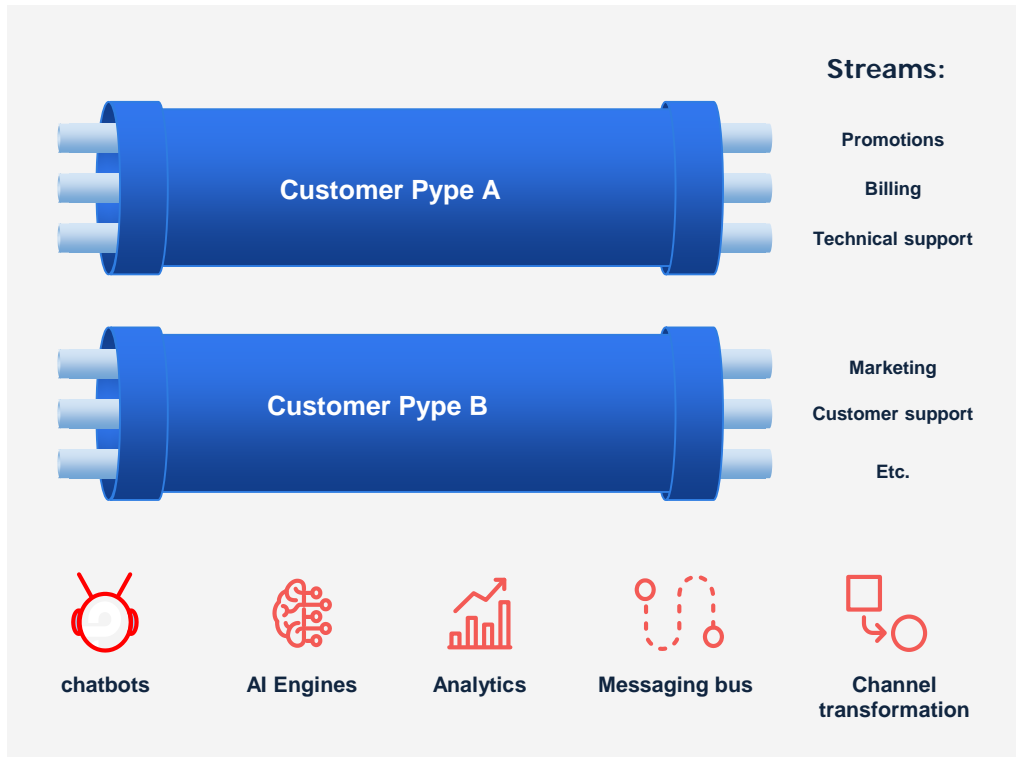 Streams:
Promotions
Customer Pype A
Billing
Technical support
Marketing
Customer Pype B
Customer support
Etc.
chatbots
AI Engines
Analytics
Messaging bus
Channel
transformation